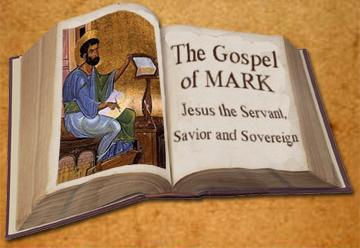 The Gospel
of MARK
Jesus the Servant,
Savior and Sovereign